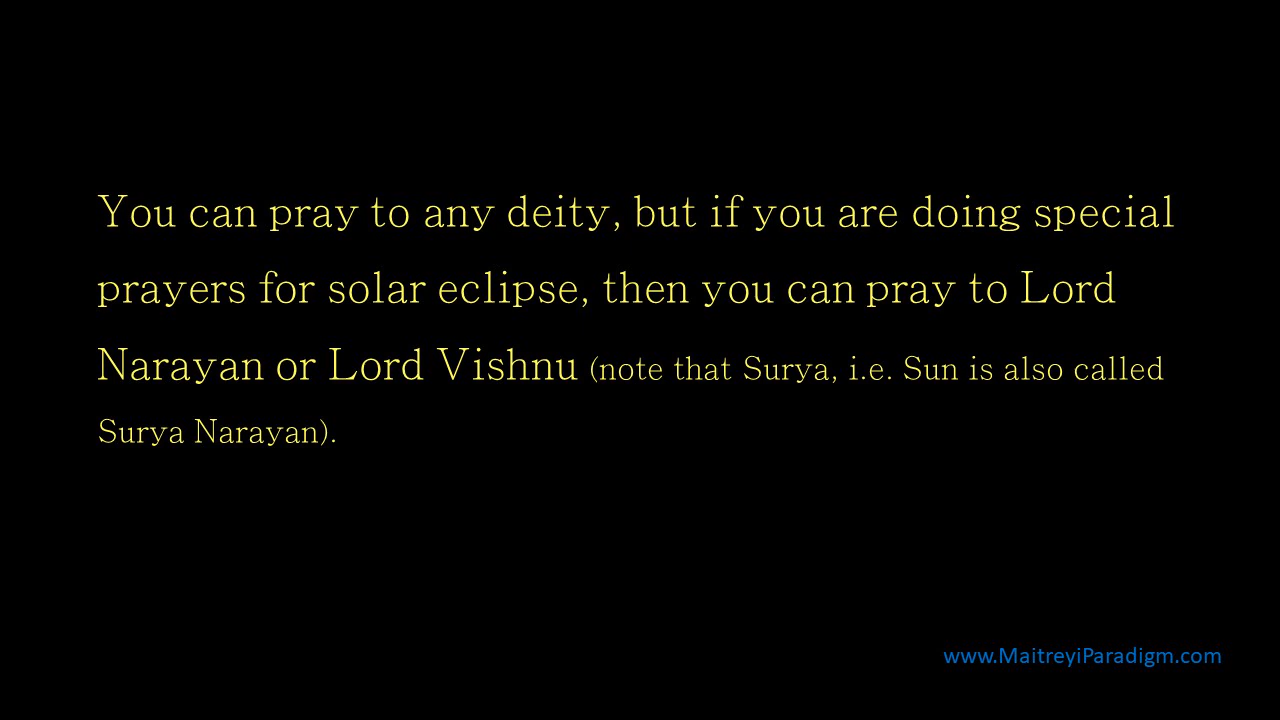 You can pray to any deity, but if you are doing special
prayers for solar eclipse, then you can pray to Lord
Narayan or Lord Vishnu (note that Surya, i.e. Sun is also called
Surya Narayan).
www.MaitreyiParadigm.com